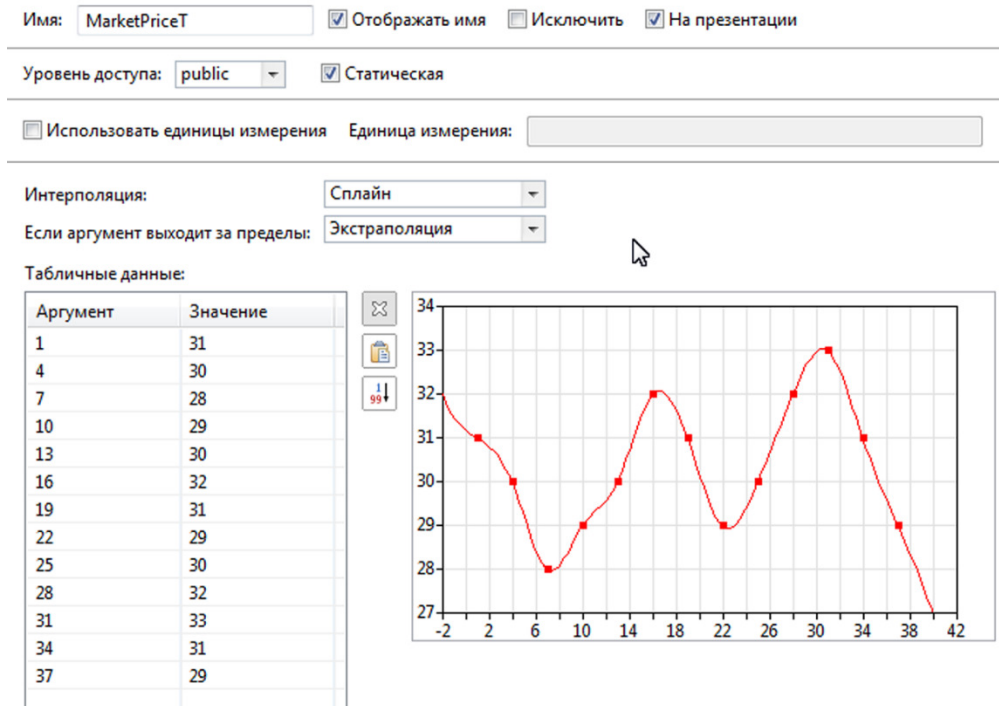 Имя: MarketPriceT Отображать имя Исключить На презентации
Уровень доступа: public Статическая
Использовать единицы измерения Единица измерения:
Интерполяция: Сплайн
Если аргумент выходит за пределы: Экстраполяция
Табличные данные:
Аргумент Значение
1 31
4 30
7 28
10 29
13 30
16 32
19 31
22 29
25 30
28 32
31 33
34 31
37 29
1
99
34
33
32
31
30
29
28
27
-2 2 6 10 14 18 22 26 30 34 38 42